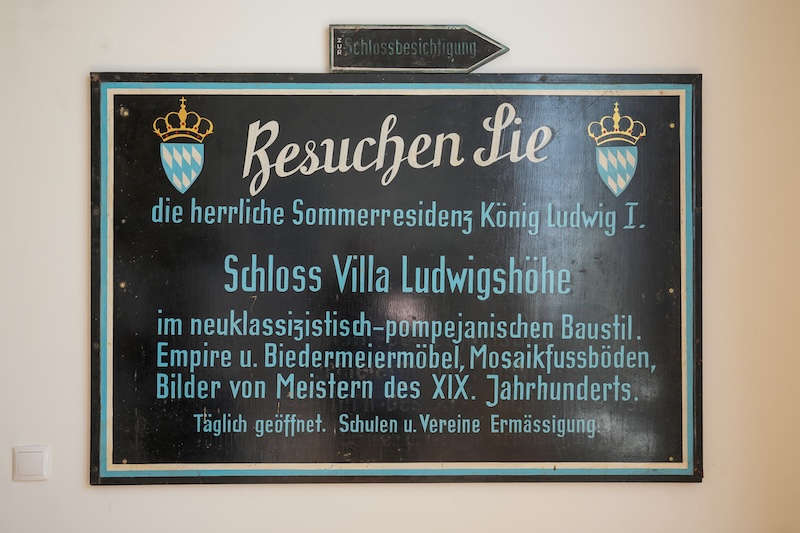 ZUR Schlossbesichtigung
Besuchen Sie
die herrliche Sommerresidenz König Ludwig I.
Schloss Villa Ludwigshöhe
im neuklassizistisch-pompejanischen Baustil.
Empire u. Biedermeiermöbel, Mosaikfussböden,
Bilder von Meistern des XIX. Jahrhunderts.
Täglich geöffnet. Schulen u. Vereine Ermässigung.